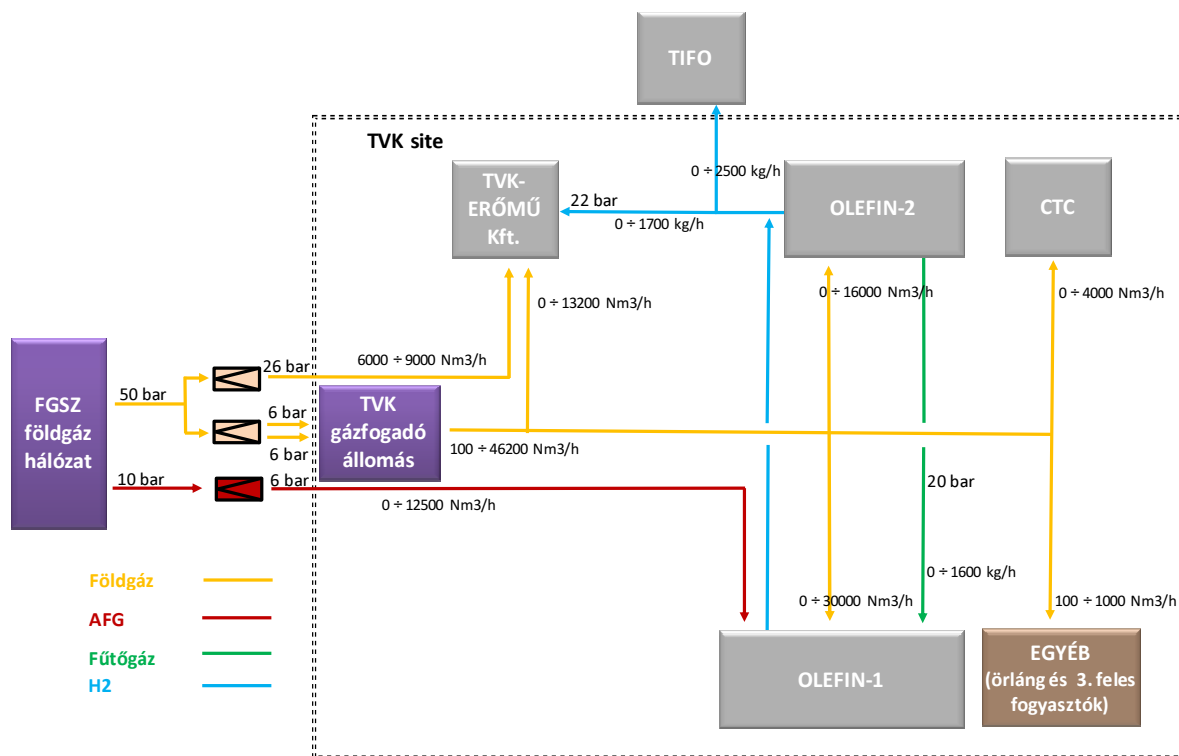 TIFO
TVK site
0 ÷ 2500 kg/h
TVK-
ERŐMŰ
Kft.
22 bar
0 ÷ 1700 kg/h
OLEFIN-2
CTC
0 ÷ 13200 Nm3/h
0 ÷ 16000 Nm3/h
0 ÷ 4000 Nm3/h
FGSZ
földgáz
hálózat
50 bar
26 bar
6000 ÷ 9000 Nm3/h
6 bar
6 bar
TVK
gázfogadó
állomás
100 ÷ 46200 Nm3/h
10 bar
6 bar
0 ÷ 12500 Nm3/h
20 bar
0 ÷ 1600 kg/h
0 ÷ 30000 Nm3/h
100 ÷ 1000 Nm3/h
Földgáz
AFG
Fűtőgáz
H2
OLEFIN-1
EGYÉB
(örláng és 3. feles
fogyasztók)